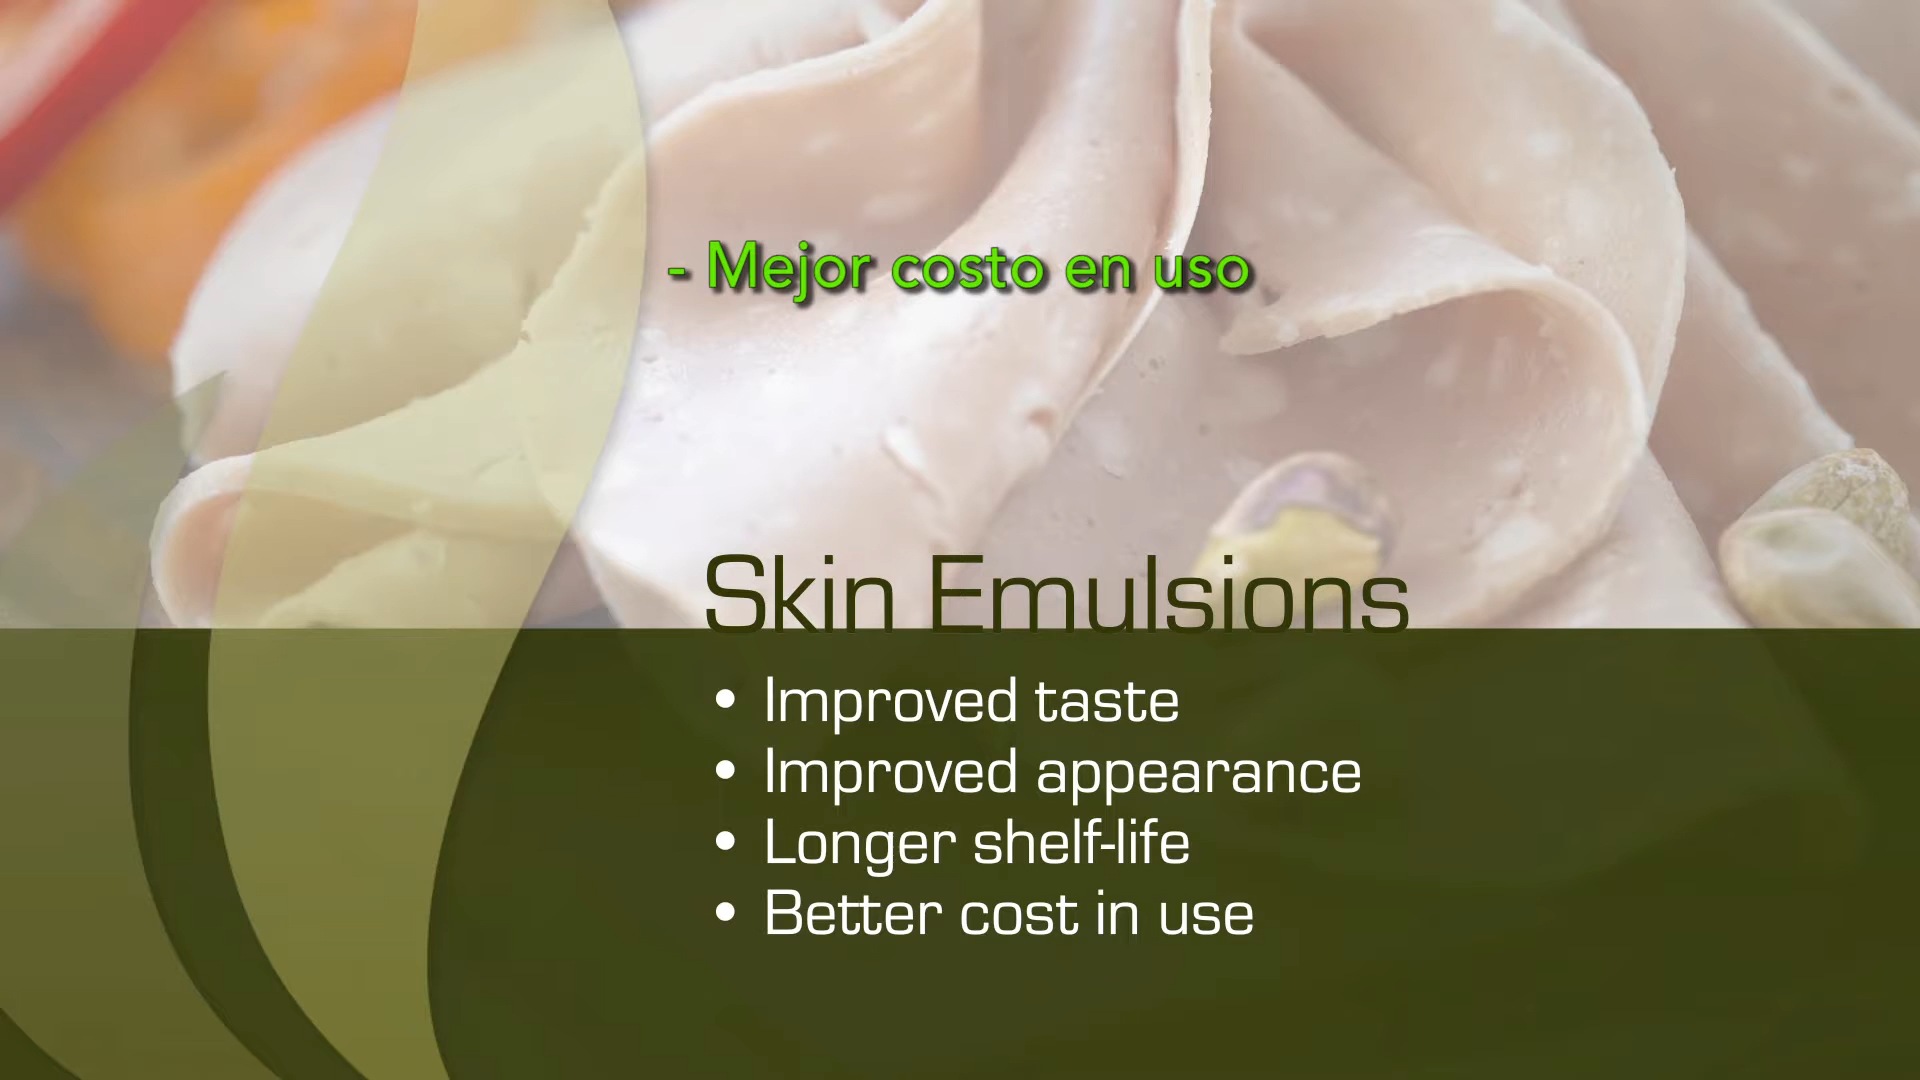 - Mejor costo en uso
Skin Emulsions
• Improved taste
• Improved appearance
• Longer shelf-life
• Better cost in use